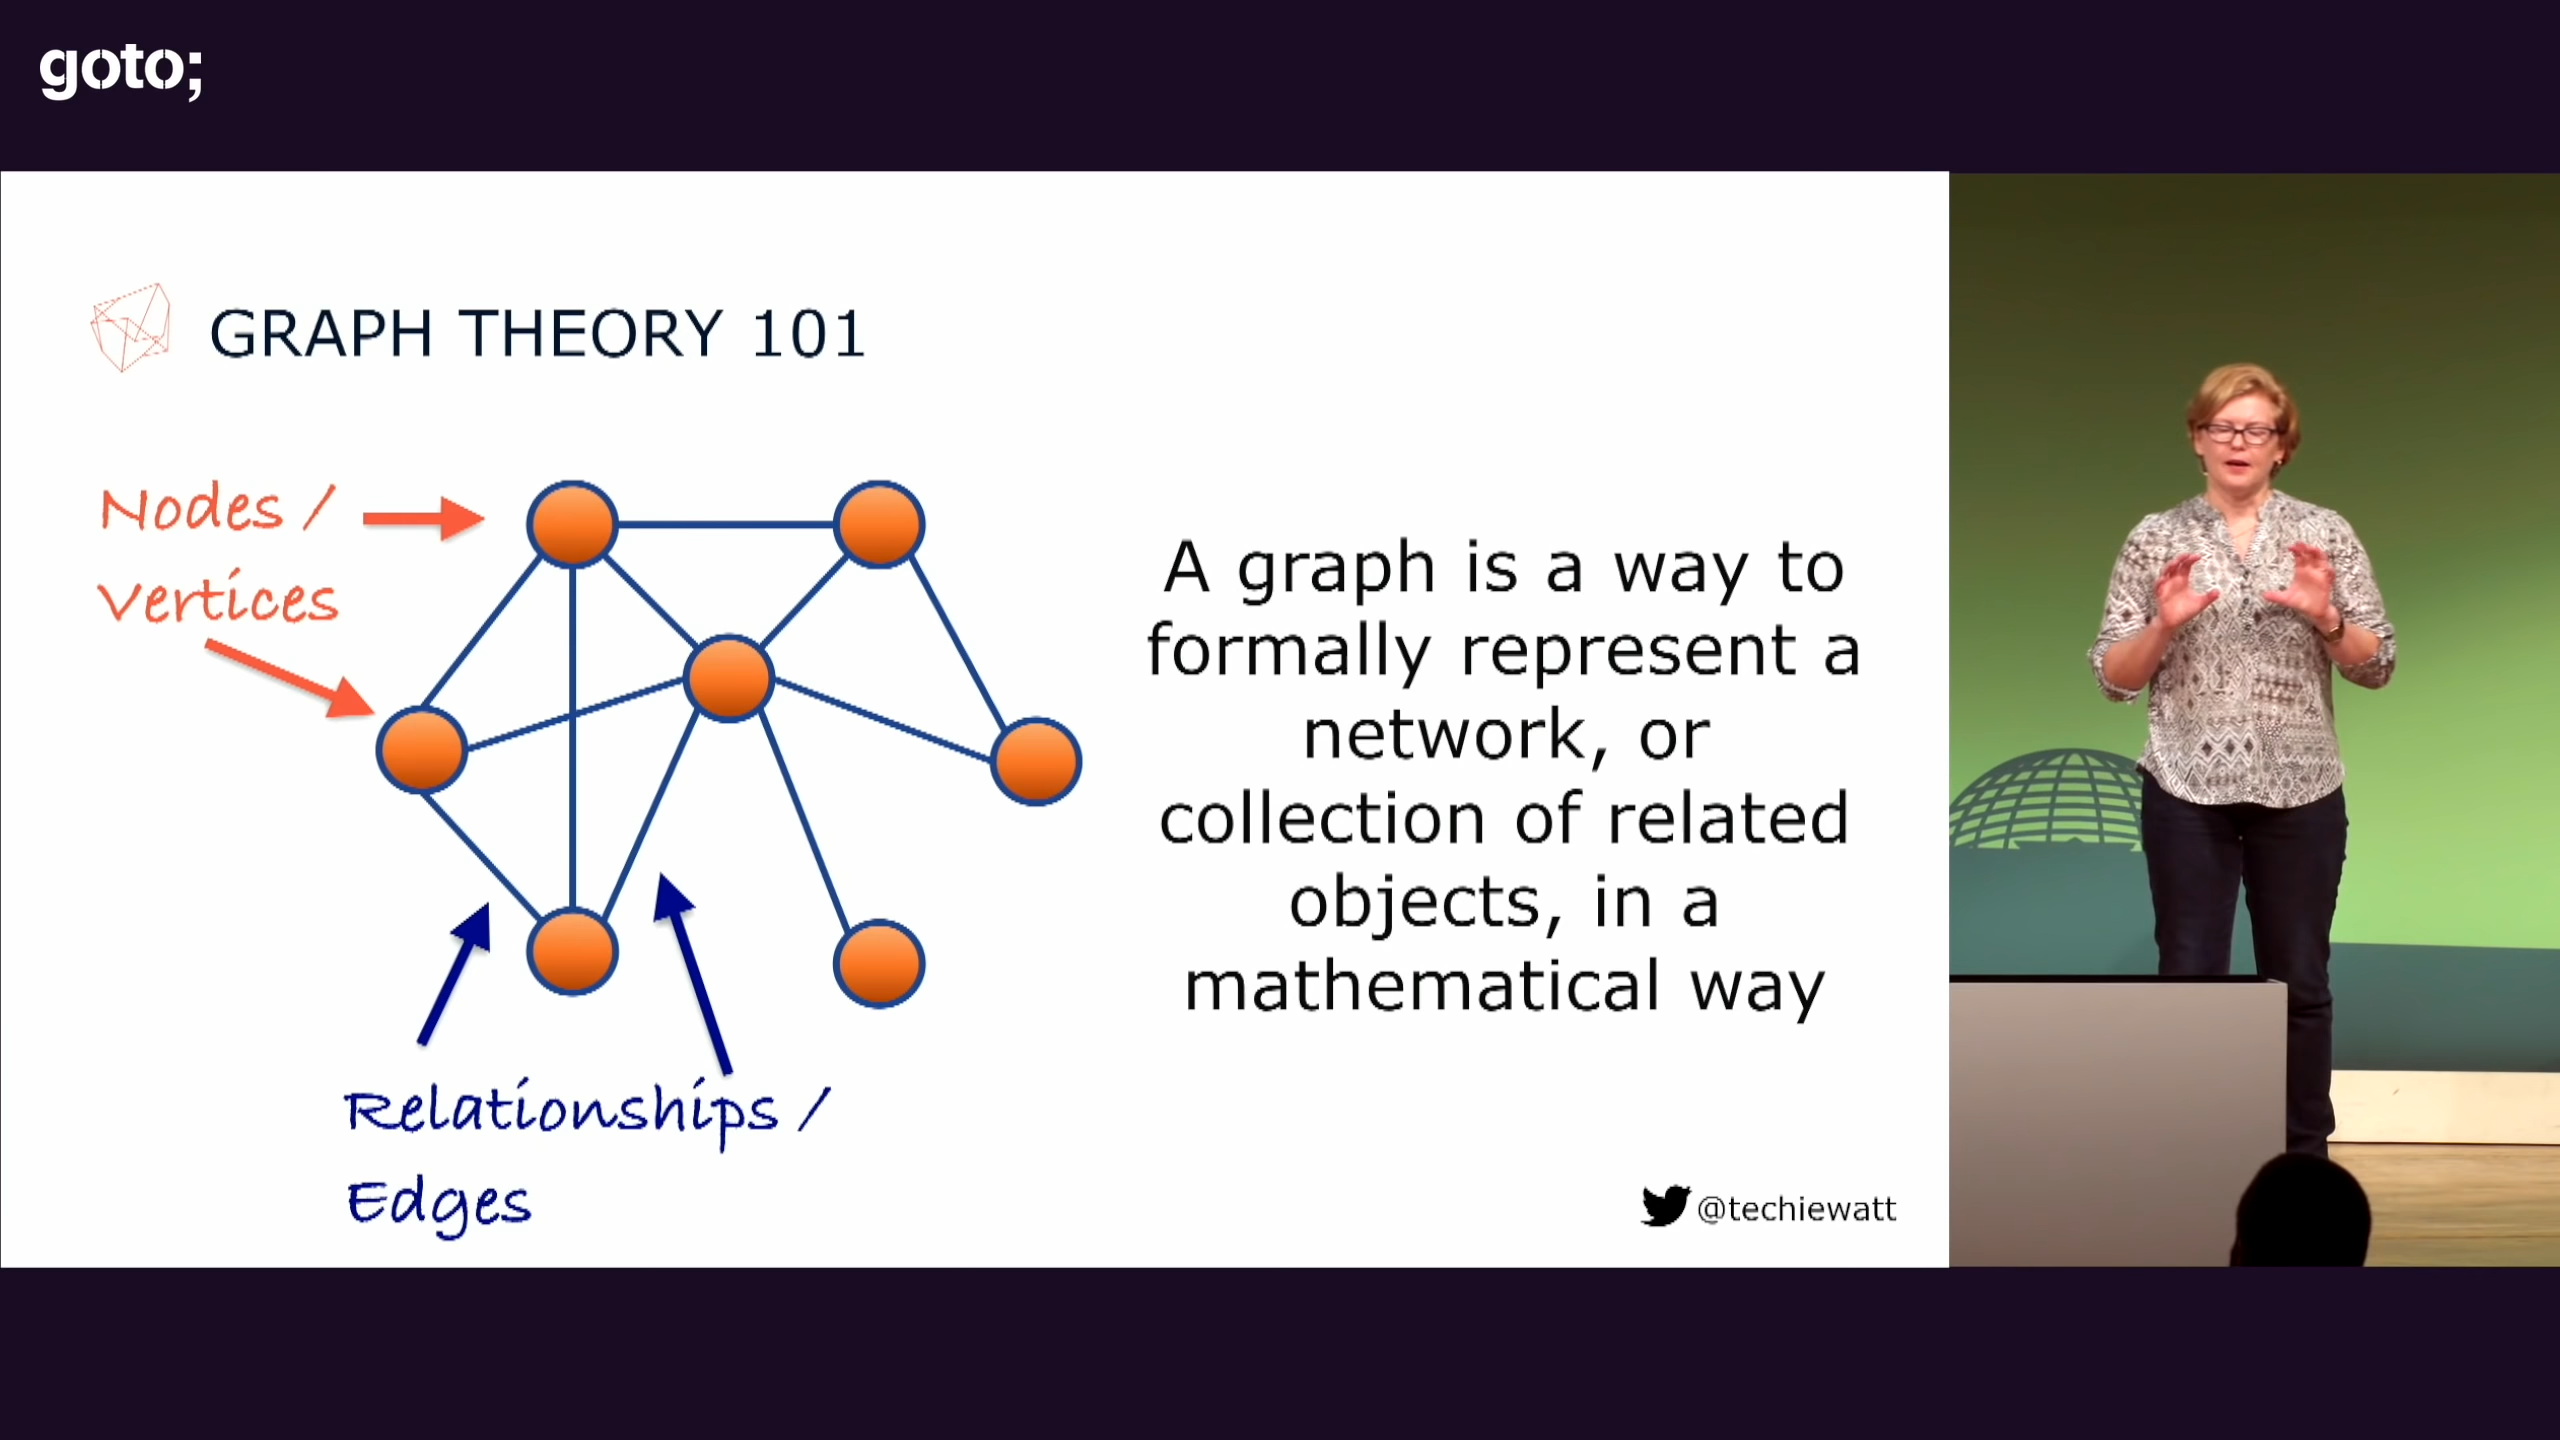 goto;
GRAPH THEORY 101
Nodes /
Vertices
Relationships /
Edges
A graph is a way to
formally represent a
network, or
collection of related
objects, in a
mathematical way
@techiewatt